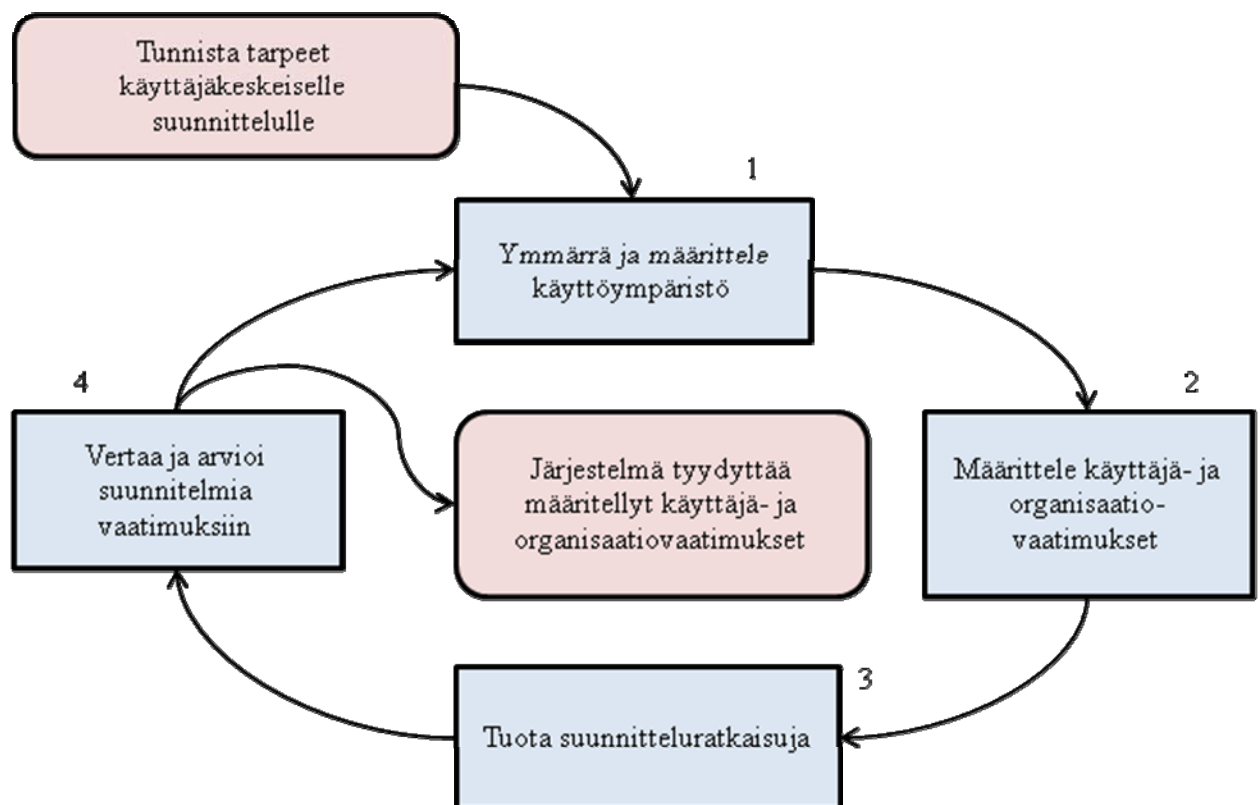 Tunnista tarpeet
käyttäjäkeskeiselle
suunnittelulle
1
Ymmärrä ja määrittele
käyttöympäristö
2
Määrittele käyttäjä- ja
organisaatio-
vaatimukset
3
Tuota suunnitteluratkaisuja
4
Vertaa ja arvioi
suunnitelmia
vaatimuksiin
Järjestelmä tyydyttää
määritellyt käyttäjä- ja
organisaatiovaatimukset